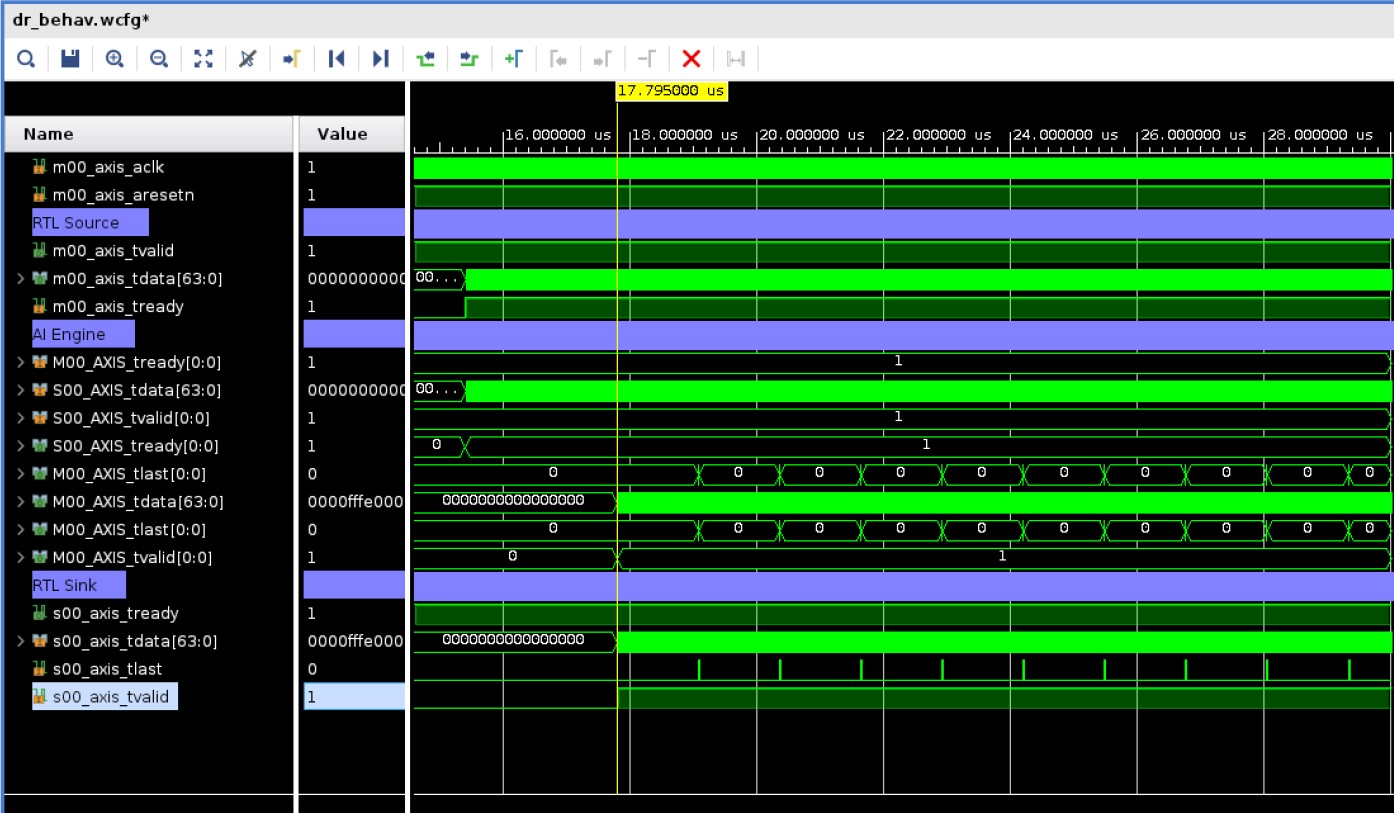 dr_behav.wcfg*
17.795000 us
Name Value 16.000000 us 18.000000 us 20.000000 us 22.000000 us 24.000000 us 26.000000 us 28.000000 us
m00_axis_aclk 1
m00_axis_aresetn 1
RTL Source
m00_axis_tvalid 1
m00_axis_tdata[63:0] 0000000000 00...
m00_axis_tready 1
AI Engine
M00_AXIS_tready[0:0] 1 1
S00_AXIS_tdata[63:0] 0000000000 00...
S00_AXIS_tvalid[0:0] 1 1
S00_AXIS_tready[0:0] 1 0 1
M00_AXIS_tlast[0:0] 0 0 0 0 0 0 0 0 0 0 0
M00_AXIS_tdata[63:0] 0000fffe000 0000000000000000
M00_AXIS_tlast[0:0] 0 0 0 0 0 0 0 0 0 0 0
M00_AXIS_tvalid[0:0] 1 0 1
RTL Sink
s00_axis_tready 1
s00_axis_tdata[63:0] 0000fffe000 0000000000000000
s00_axis_tlast 0
s00_axis_tvalid 1